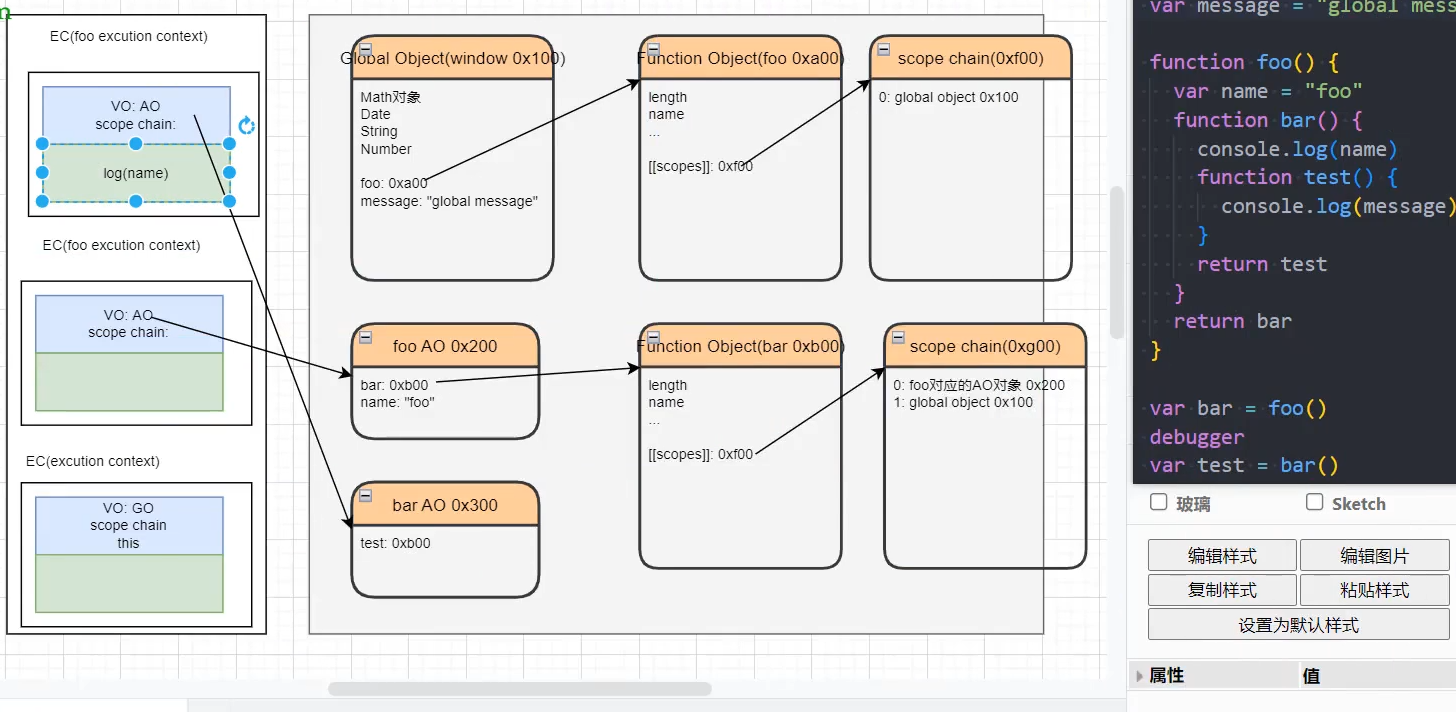 EC(foo excution context)
VO: AO
scope chain:
log(name)
EC(foo excution context)
VO: AO
scope chain:
EC(excution context)
VO: GO
scope chain
this
Global Object(window 0x100)
Math对象
Date
String
Number
foo: 0xa00
message: "global message"
Function Object(foo 0xa00)
length
name
...
[[scopes]]: 0xf00
scope chain(0xf00)
0: global object 0x100
foo AO 0x200
bar: 0xb00
name: "foo"
Function Object(bar 0xb00)
length
name
...
[[scopes]]: 0xf00
scope chain(0xg00)
0: foo对应的AO对象 0x200
1: global object 0x100
bar AO 0x300
test: 0xb00
var message = "global mess
function foo() {
var name = "foo"
function bar() {
console.log(name)
function test() {
console.log(message)
}
return test
}
return bar
}
var bar = foo()
debugger
var test = bar()
玻璃
Sketch
编辑样式
编辑图片
复制样式
粘贴样式
设置为默认样式
属性
值